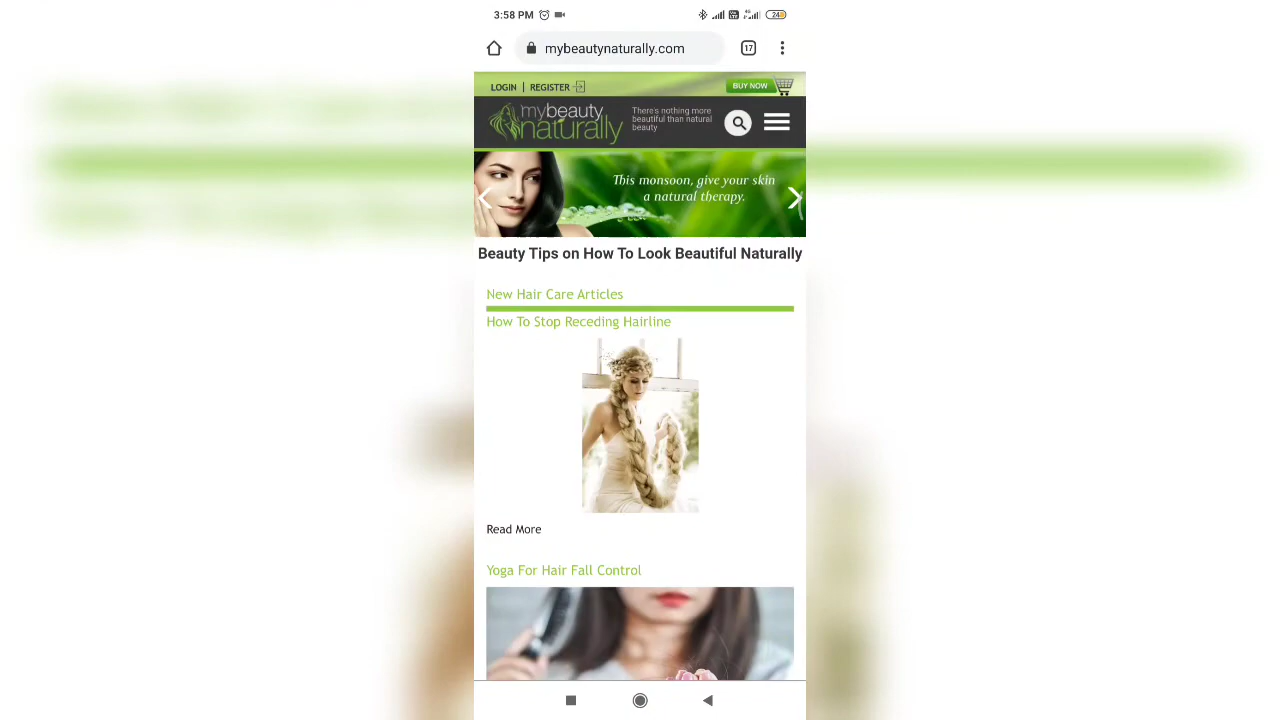 3:58 PM
24
mybeautynaturally.com
17
LOGIN | REGISTER
BUY NOW
mybeauty
naturally
There's nothing more
beautiful than natural
beauty
This monsoon, give your skin
a natural therapy.
Beauty Tips on How To Look Beautiful Naturally
New Hair Care Articles
How To Stop Receding Hairline
Read More
Yoga For Hair Fall Control